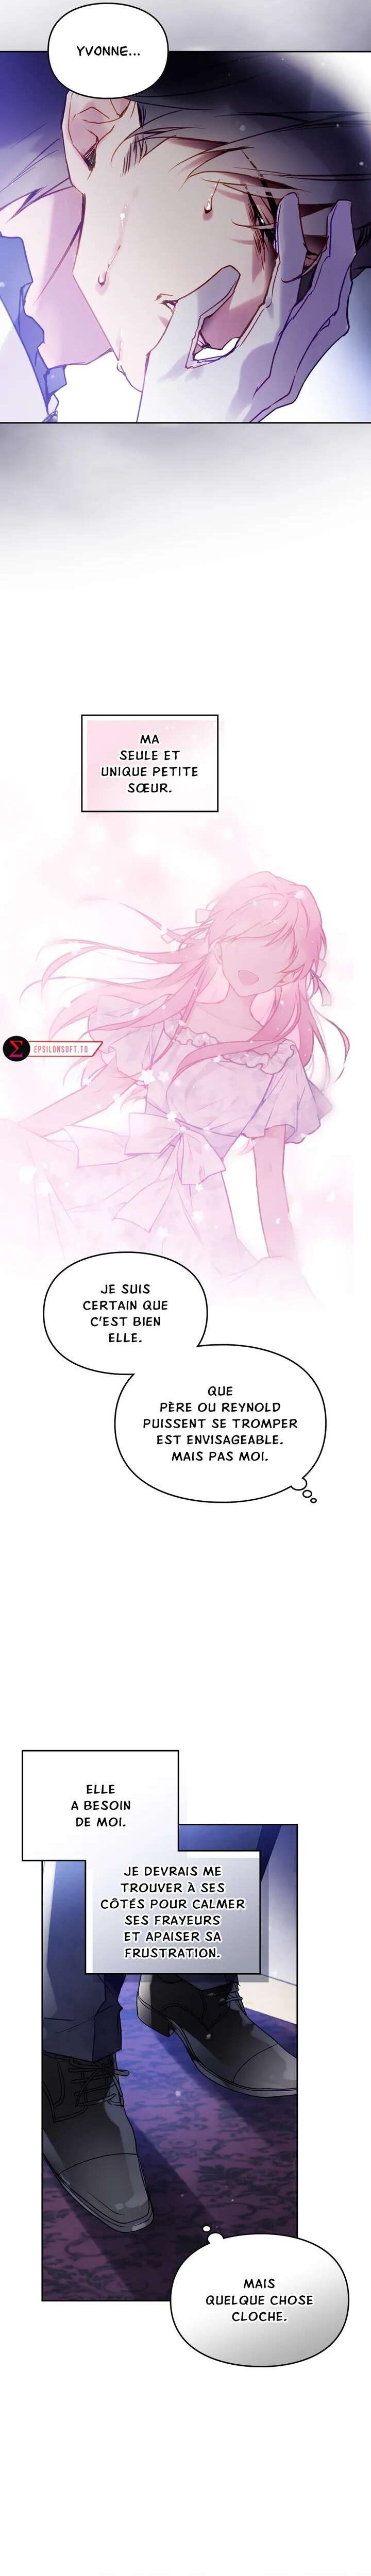 YVONNE...
MA
SEULE ET
UNIQUE PETITE
SŒUR.
EPSILONSOFT.TO
JE SUIS
CERTAIN QUE
C'EST BIEN
ELLE.
QUE
PÈRE OU REYNOLD
PUISSENT SE TROMPER
EST ENVISAGEABLE.
MAIS PAS MOI.
ELLE
A BESOIN
DE MOI.
JE DEVRAIS ME
TROUVER À SES
CÔTÉS POUR CALMER
SES FRAYEURS
ET APAISER SA
FRUSTRATION.
MAIS
QUELQUE CHOSE
CLOCHE.